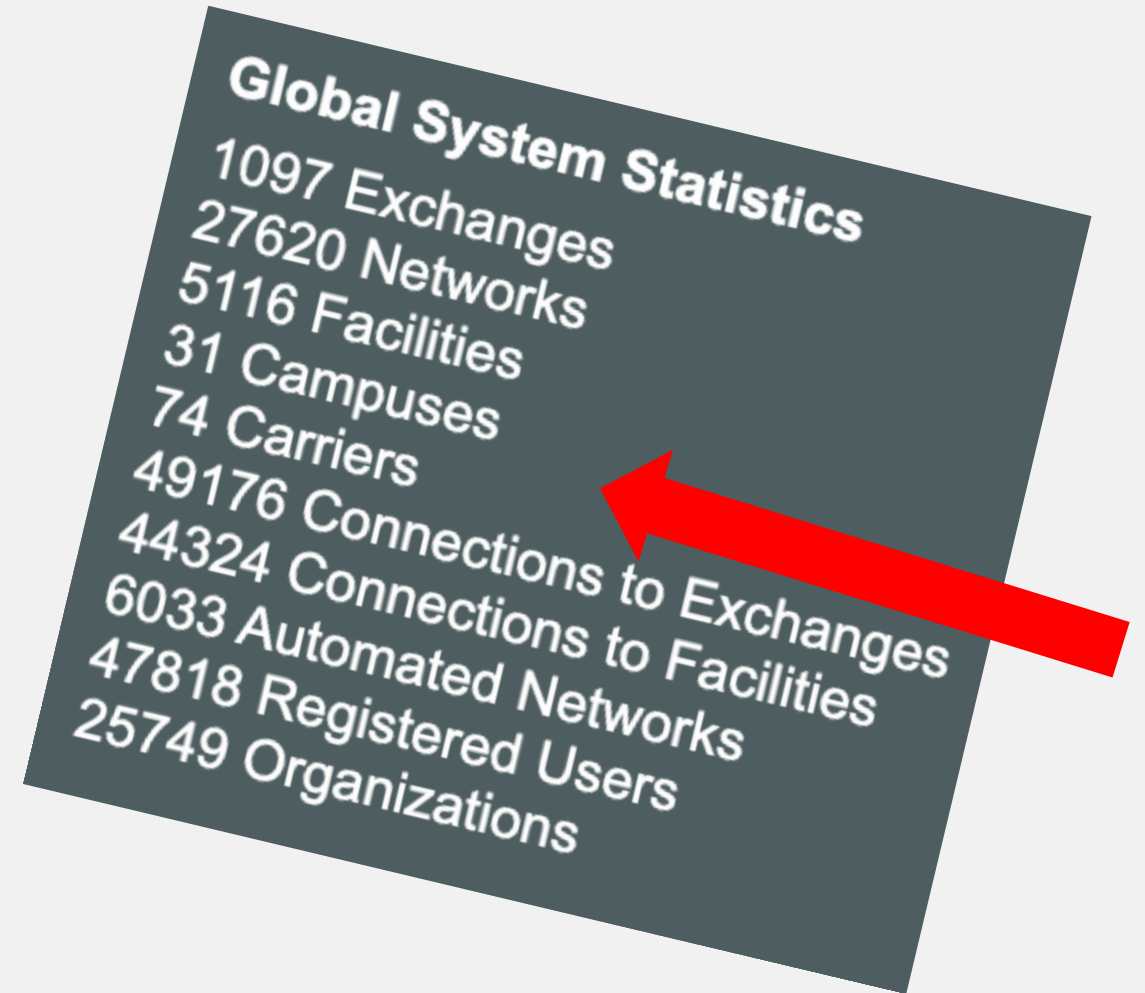 Global System Statistics
1097 Exchanges
27620 Networks
5116 Facilities
31 Campuses
74 Carriers
49176 Connections to Exchanges
44324 Connections to Facilities
6033 Automated Networks
47818 Registered Users
25749 Organizations